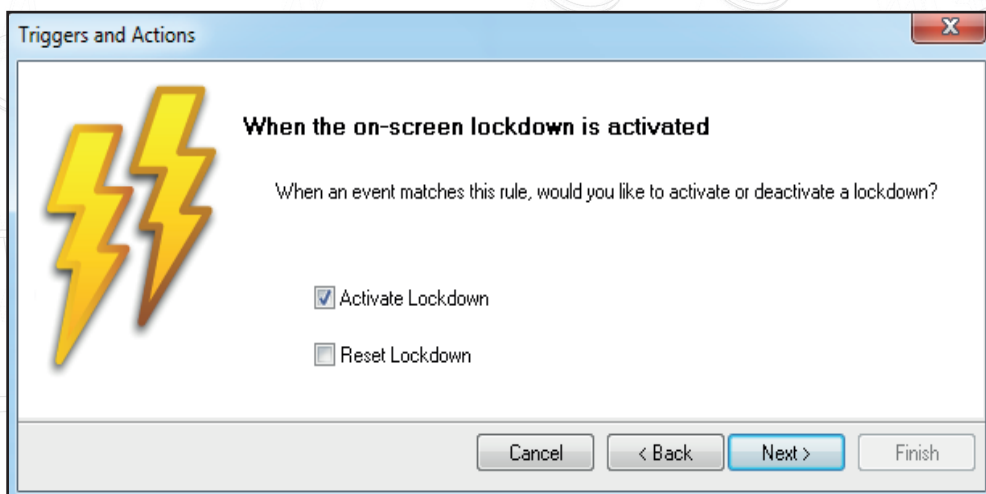 Triggers and Actions
When the on-screen lockdown is activated
When an event matches this rule, would you like to activate or deactivate a lockdown?
Activate Lockdown
Reset Lockdown
Cancel < Back Next > Finish